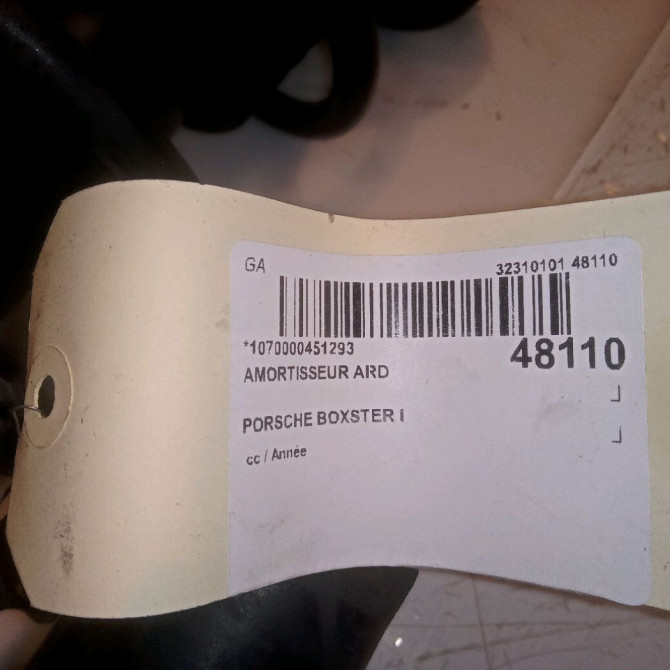 GA 32310101 48110
*1070000451293 48110
AMORTISSEUR ARD
PORSCHE BOXSTER i
cc / Année